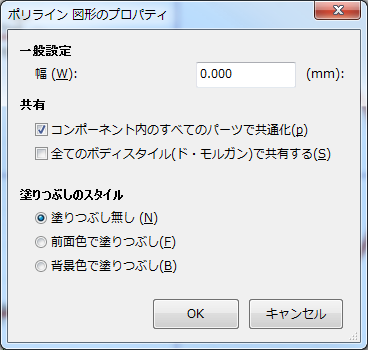 ポリライン 図形のプロパティ
一般設定
幅 (W): 0.000 (mm):
共有
コンポーネント内のすべてのパーツで共通化(p)
全てのボディスタイル(ド・モルガン)で共有する(S)
塗りつぶしのスタイル
塗りつぶし無し (N)
前面色で塗りつぶし(F)
背景色で塗りつぶし(B)
OK キャンセル